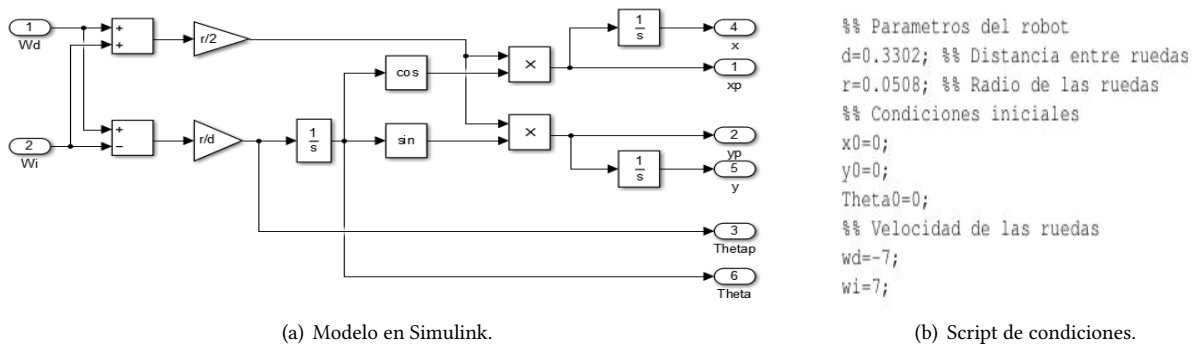 1
Wd
+
+
r/2
1
s
4
x
cos
×
1
xp
2
Wi
+
−
r/d
1
s
sin
×
2
yp
1
s
5
y
3
Thetap
6
Theta
(a) Modelo en Simulink.
%% Parametros del robot
d=0.3302; %% Distancia entre ruedas
r=0.0508; %% Radio de las ruedas
%% Condiciones iniciales
x0=0;
y0=0;
Theta0=0;
%% Velocidad de las ruedas
wd=-7;
wi=7;
(b) Script de condiciones.